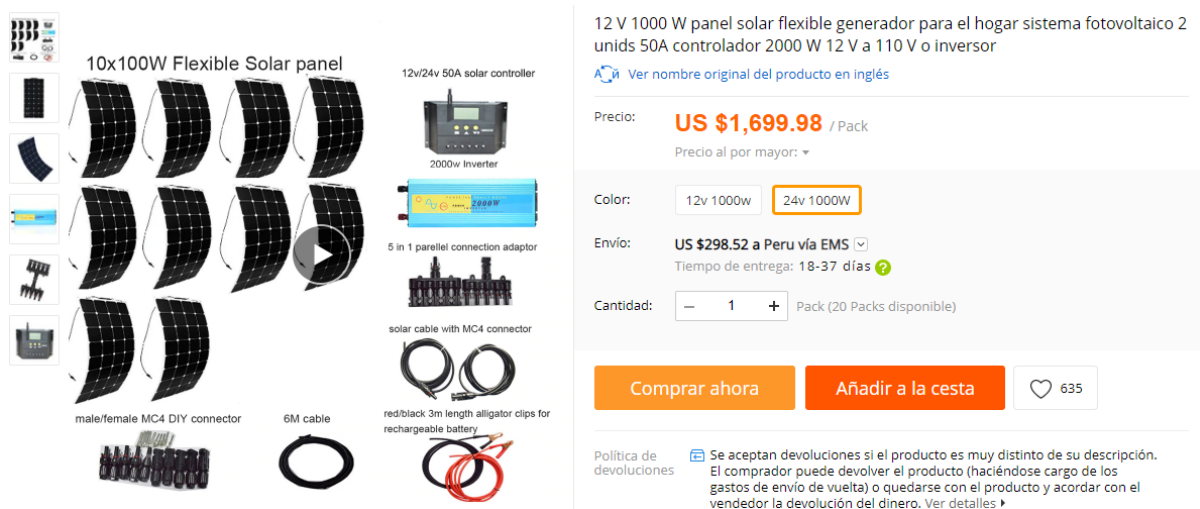 10x100W Flexible Solar panel
12v/24v 50A solar controller
2000w Inverter
2000W
5 in 1 parellel connection adaptor
solar cable with MC4 connector
male/female MC4 DIY connector
6M cable
red/black 3m length alligator clips for
rechargeable battery
12 V 1000 W panel solar flexible generador para el hogar sistema fotovoltaico 2
unids 50A controlador 2000 W 12 V a 110 V o inversor
Ver nombre original del producto en inglés
Precio:
US $1,699.98 / Pack
Precio al por mayor:
Color:
12v 1000w
24v 1000W
Envío:
US $298.52 a Peru vía EMS
Tiempo de entrega: 18-37 días
Cantidad:
1
Pack (20 Packs disponible)
Comprar ahora
Añadir a la cesta
635
Política de
devoluciones
Se aceptan devoluciones si el producto es muy distinto de su descripción.
El comprador puede devolver el producto (haciéndose cargo de los
gastos de envío de vuelta) o quedarse con el producto y acordar con el
vendedor la devolución del dinero. Ver detalles